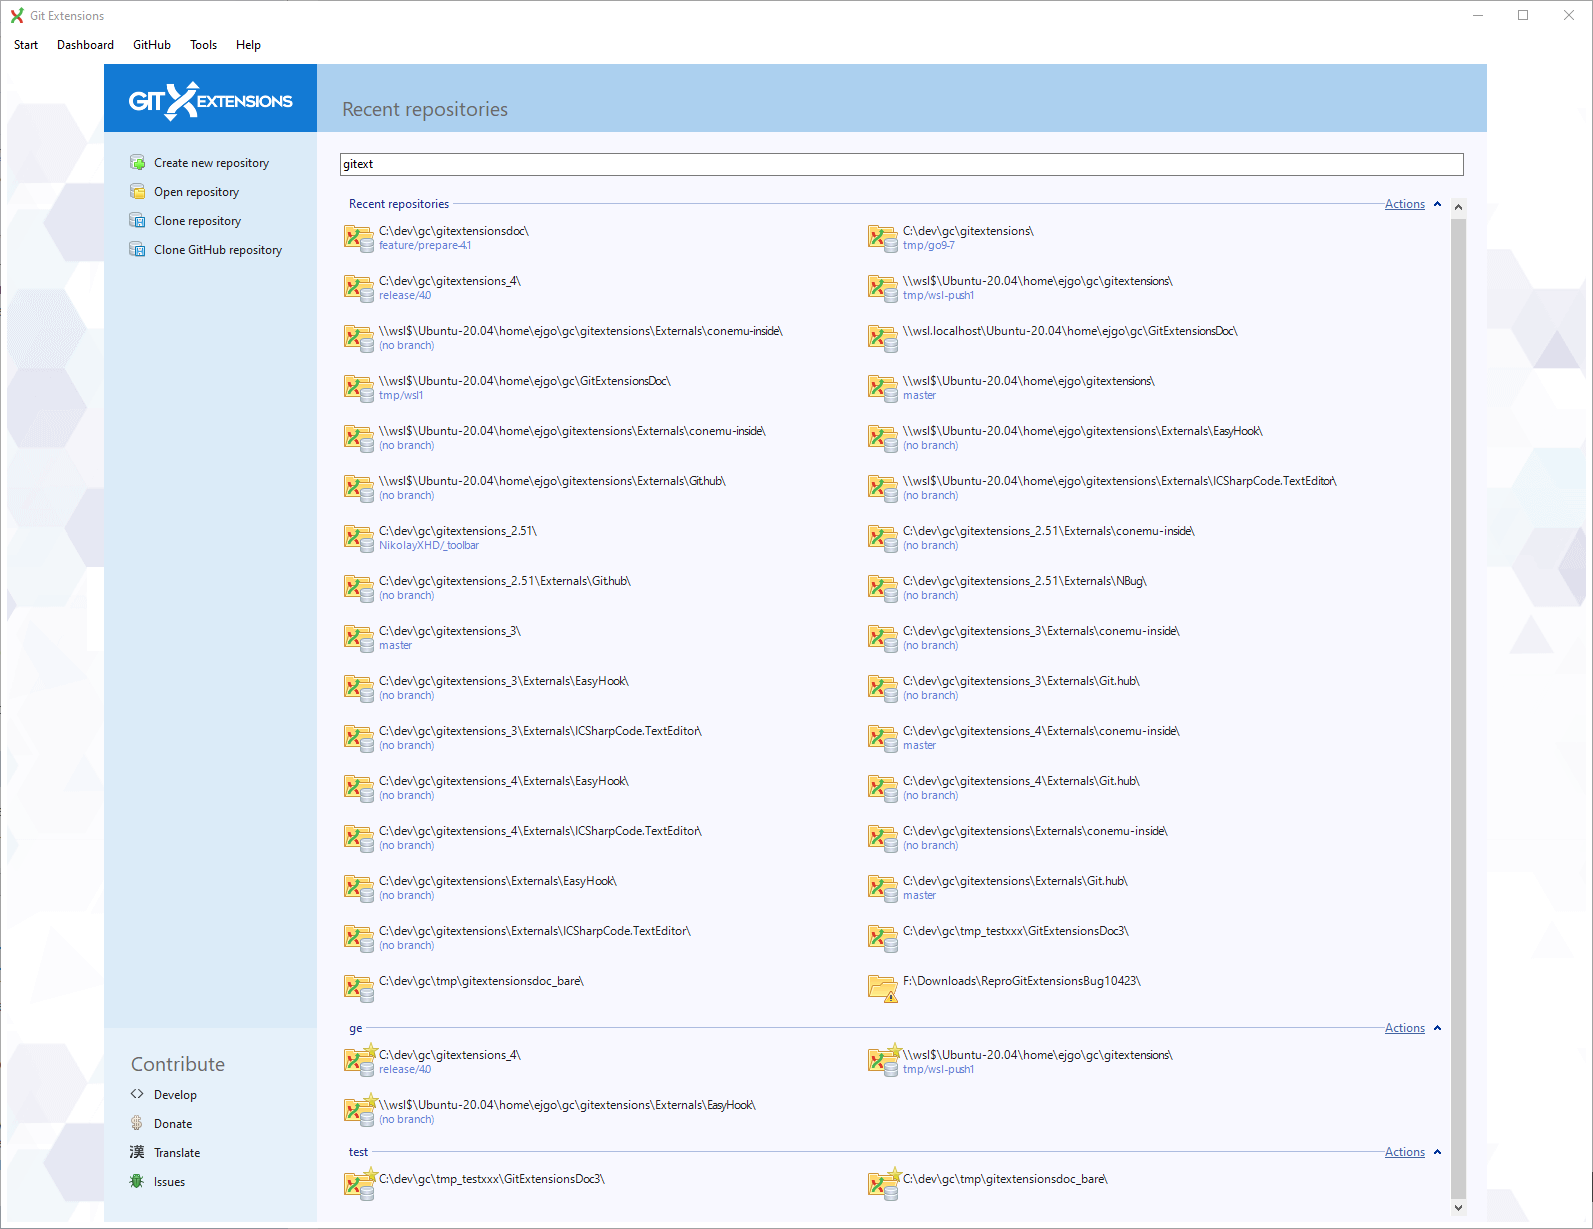 Git Extensions
Start Dashboard GitHub Tools Help
GIT EXTENSIONS
Recent repositories
Create new repository
Open repository
Clone repository
Clone GitHub repository
gitext
Recent repositories Actions
C:\dev\gc\gitextensionsdoc\
feature/prepare-4.1
C:\dev\gc\gitextensions\
tmp/go9-7
C:\dev\gc\gitextensions_4\
release/4.0
\\wsl$\Ubuntu-20.04\home\ejgo\gc\gitextensions\
tmp/wsl-push1
\\wsl$\Ubuntu-20.04\home\ejgo\gc\gitextensions\Externals\conemu-inside\
(no branch)
\\wsl.localhost\Ubuntu-20.04\home\ejgo\gc\GitExtensionsDoc\
\\wsl$\Ubuntu-20.04\home\ejgo\gc\GitExtensionsDoc\
tmp/wsl1
\\wsl$\Ubuntu-20.04\home\ejgo\gitextensions\
master
\\wsl$\Ubuntu-20.04\home\ejgo\gitextensions\Externals\conemu-inside\
(no branch)
\\wsl$\Ubuntu-20.04\home\ejgo\gitextensions\Externals\EasyHook\
(no branch)
\\wsl$\Ubuntu-20.04\home\ejgo\gitextensions\Externals\Git.hub\
(no branch)
\\wsl$\Ubuntu-20.04\home\ejgo\gitextensions\Externals\ICSharpCode.TextEditor\
(no branch)
C:\dev\gc\gitextensions_2.51\
NikolayXHD/_toolbar
C:\dev\gc\gitextensions_2.51\Externals\conemu-inside\
(no branch)
C:\dev\gc\gitextensions_2.51\Externals\Git.hub\
(no branch)
C:\dev\gc\gitextensions_2.51\Externals\NBug\
(no branch)
C:\dev\gc\gitextensions_3\
master
C:\dev\gc\gitextensions_3\Externals\conemu-inside\
(no branch)
C:\dev\gc\gitextensions_3\Externals\EasyHook\
(no branch)
C:\dev\gc\gitextensions_3\Externals\Git.hub\
(no branch)
C:\dev\gc\gitextensions_3\Externals\ICSharpCode.TextEditor\
(no branch)
C:\dev\gc\gitextensions_4\Externals\conemu-inside\
master
C:\dev\gc\gitextensions_4\Externals\EasyHook\
(no branch)
C:\dev\gc\gitextensions_4\Externals\Git.hub\
(no branch)
C:\dev\gc\gitextensions_4\Externals\ICSharpCode.TextEditor\
(no branch)
C:\dev\gc\gitextensions\Externals\conemu-inside\
(no branch)
C:\dev\gc\gitextensions\Externals\EasyHook\
(no branch)
C:\dev\gc\gitextensions\Externals\Git.hub\
master
C:\dev\gc\gitextensions\Externals\ICSharpCode.TextEditor\
(no branch)
C:\dev\gc\tmp_testxxx\GitExtensionsDoc3\
C:\dev\gc\tmp\gitextensionsdoc_bare\
F:\Downloads\ReproGitExtensionsBug10423\
ge Actions
C:\dev\gc\gitextensions_4\
release/4.0
\\wsl$\Ubuntu-20.04\home\ejgo\gc\gitextensions\
tmp/wsl-push1
\\wsl$\Ubuntu-20.04\home\ejgo\gc\gitextensions\Externals\EasyHook\
(no branch)
test Actions
C:\dev\gc\tmp_testxxx\GitExtensionsDoc3\
C:\dev\gc\tmp\gitextensionsdoc_bare\
Contribute
<> Develop
Donate
漢 Translate
Issues